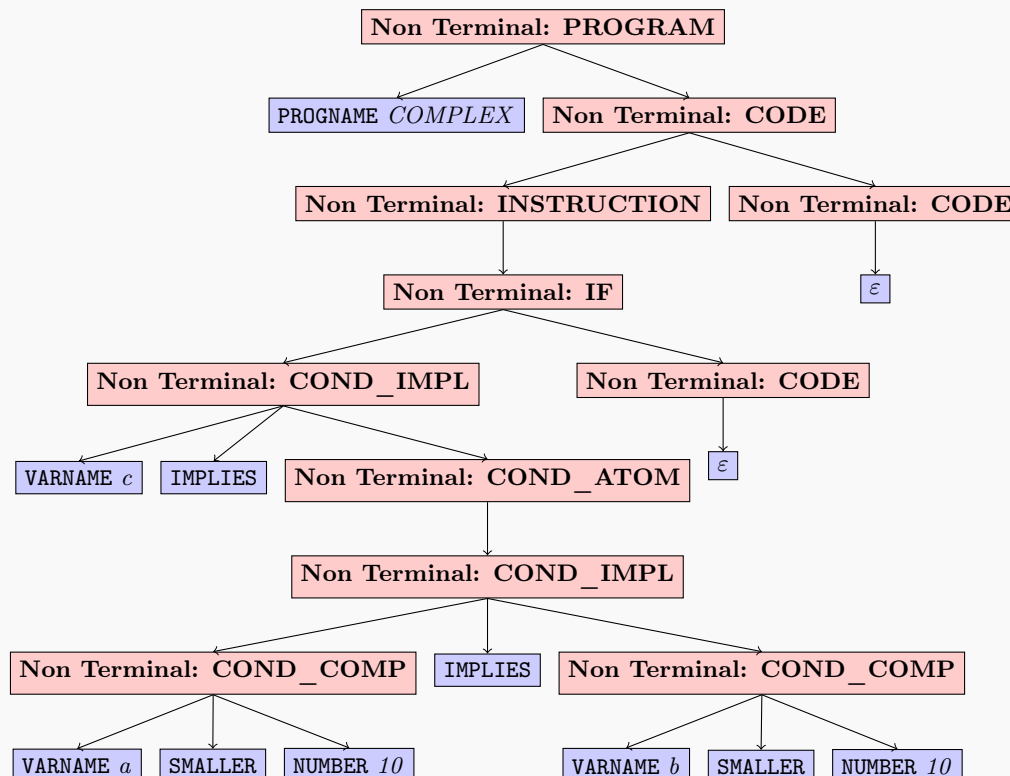 Non Terminal: PROGRAM
PROGNAME COMPLEX
Non Terminal: CODE
Non Terminal: INSTRUCTION
Non Terminal: CODE
Non Terminal: IF
ε
Non Terminal: COND_IMPL
Non Terminal: CODE
VARNAME c
IMPLIES
Non Terminal: COND_ATOM
ε
Non Terminal: COND_IMPL
Non Terminal: COND_COMP
IMPLIES
Non Terminal: COND_COMP
VARNAME a
SMALLER
NUMBER 10
VARNAME b
SMALLER
NUMBER 10